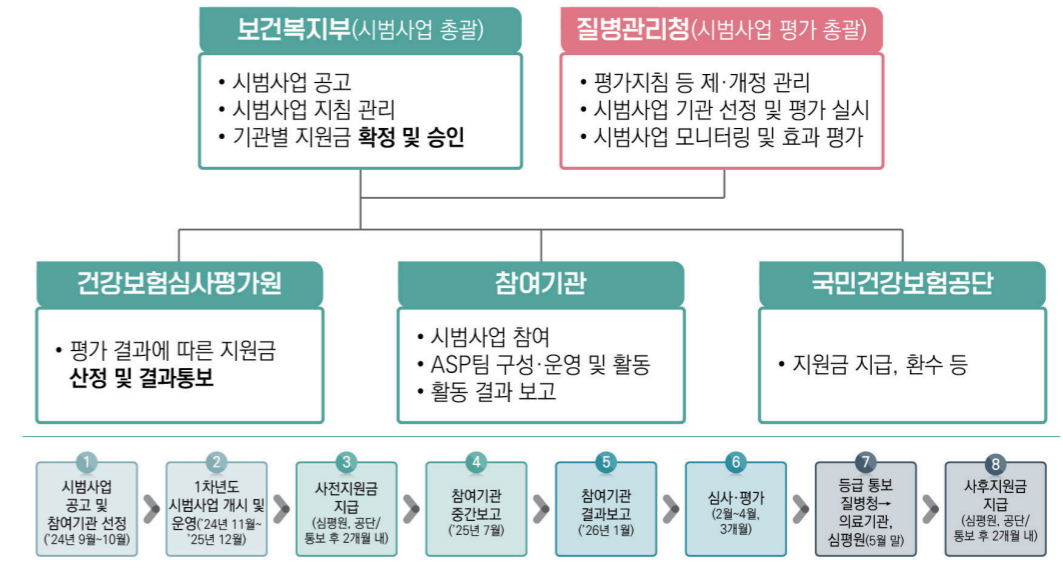 보건복지부(시범사업 총괄)
• 시범사업 공고
• 시범사업 지침 관리
• 기관별 지원금 확정 및 승인
질병관리청(시범사업 평가 총괄)
• 평가지침 등 제·개정 관리
• 시범사업 기관 선정 및 평가 실시
• 시범사업 모니터링 및 효과 평가
건강보험심사평가원
• 평가 결과에 따른 지원금
산정 및 결과통보
참여기관
• 시범사업 참여
• ASP팀 구성·운영 및 활동
• 활동 결과 보고
국민건강보험공단
• 지원금 지급, 환수 등
1
시범사업
공고 및
참여기관 선정
('24년 9월~10월)
2
1차년도
시범사업 개시 및
운영('24년 11월~
'25년 12월)
3
사전지원금
지급
(심평원, 공단/
통보 후 2개월 내)
4
참여기관
중간보고
('25년 7월)
5
참여기관
결과보고
('26년 1월)
6
심사·평가
(2월~4월,
3개월)
7
등급 통보
질병청→
의료기관,
심평원(5월 말)
8
사후지원금
지급
(심평원, 공단/
통보 후 2개월 내)